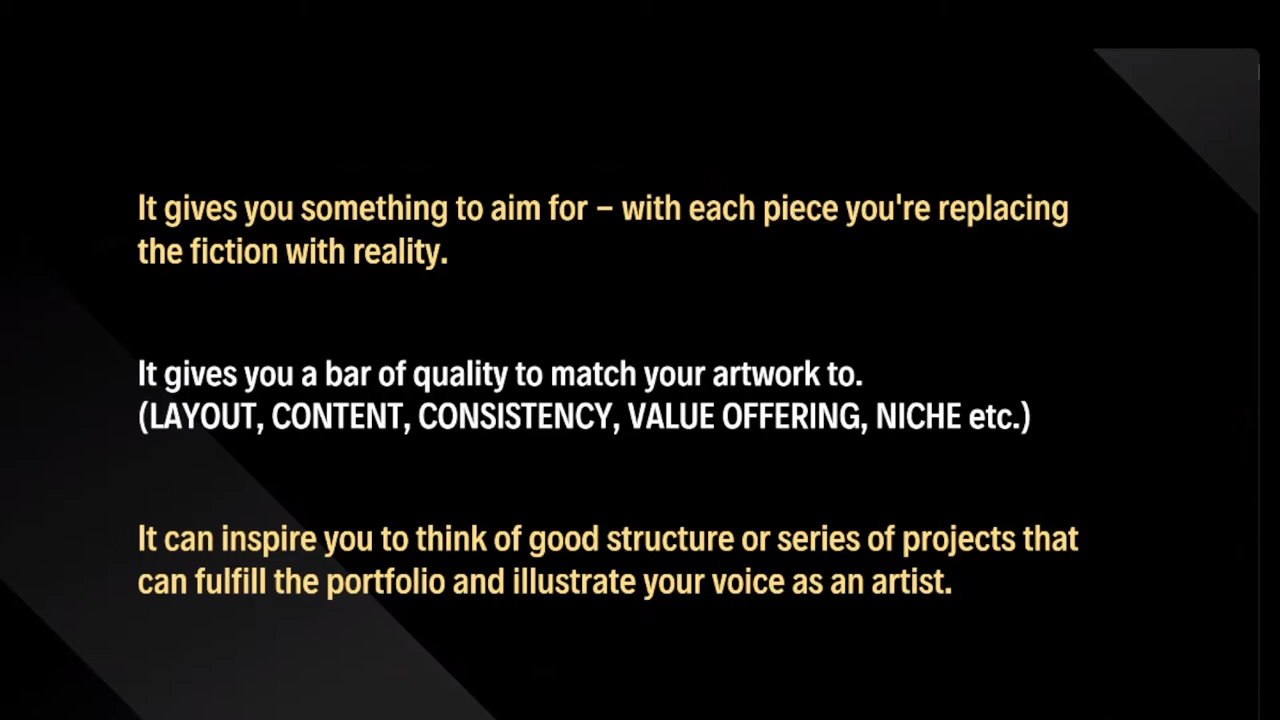 It gives you something to aim for – with each piece you're replacing
the fiction with reality.
It gives you a bar of quality to match your artwork to.
(LAYOUT, CONTENT, CONSISTENCY, VALUE OFFERING, NICHE etc.)
It can inspire you to think of good structure or series of projects that
can fulfill the portfolio and illustrate your voice as an artist.